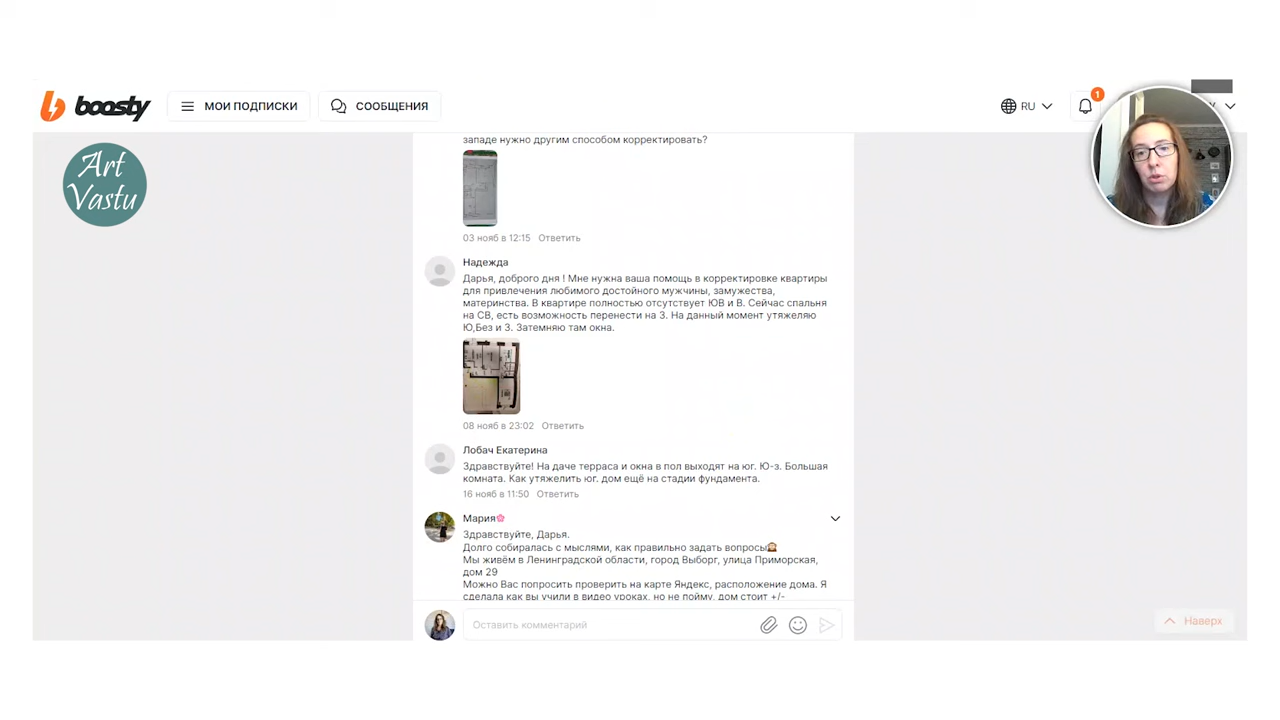 boosty
МОИ ПОДПИСКИ
СООБЩЕНИЯ
RU
1
Art
Vastu
западе нужно другим способом корректировать?
03 нояб в 12:15 Ответить
Надежда
Дарья, доброго дня ! Мне нужна ваша помощь в корректировке квартиры
для привлечения любимого достойного мужчины, замужества,
материнства. В квартире полностью отсутствует ЮВ и В. Сейчас спальня
на СВ, есть возможность перенести на З. На данный момент утяжеляю
Ю,Без и З. Затемняю там окна.
08 нояб в 23:02 Ответить
Лобач Екатерина
Здравствуйте! На даче терраса и окна в пол выходят на юг. Ю-з. Большая
комната. Как утяжелить юг. дом ещё на стадии фундамента.
16 нояб в 11:50 Ответить
Мария🌸
Здравствуйте, Дарья.
Долго собиралась с мыслями, как правильно задать вопросы🙈
Мы живём в Ленинградской области, город Выборг, улица Приморская,
дом 29
Можно Вас попросить проверить на карте Яндекс, расположение дома. Я
сделала как вы учили в видео уроках, но не пойму, дом стоит +/-
Оставить комментарий
Наверх